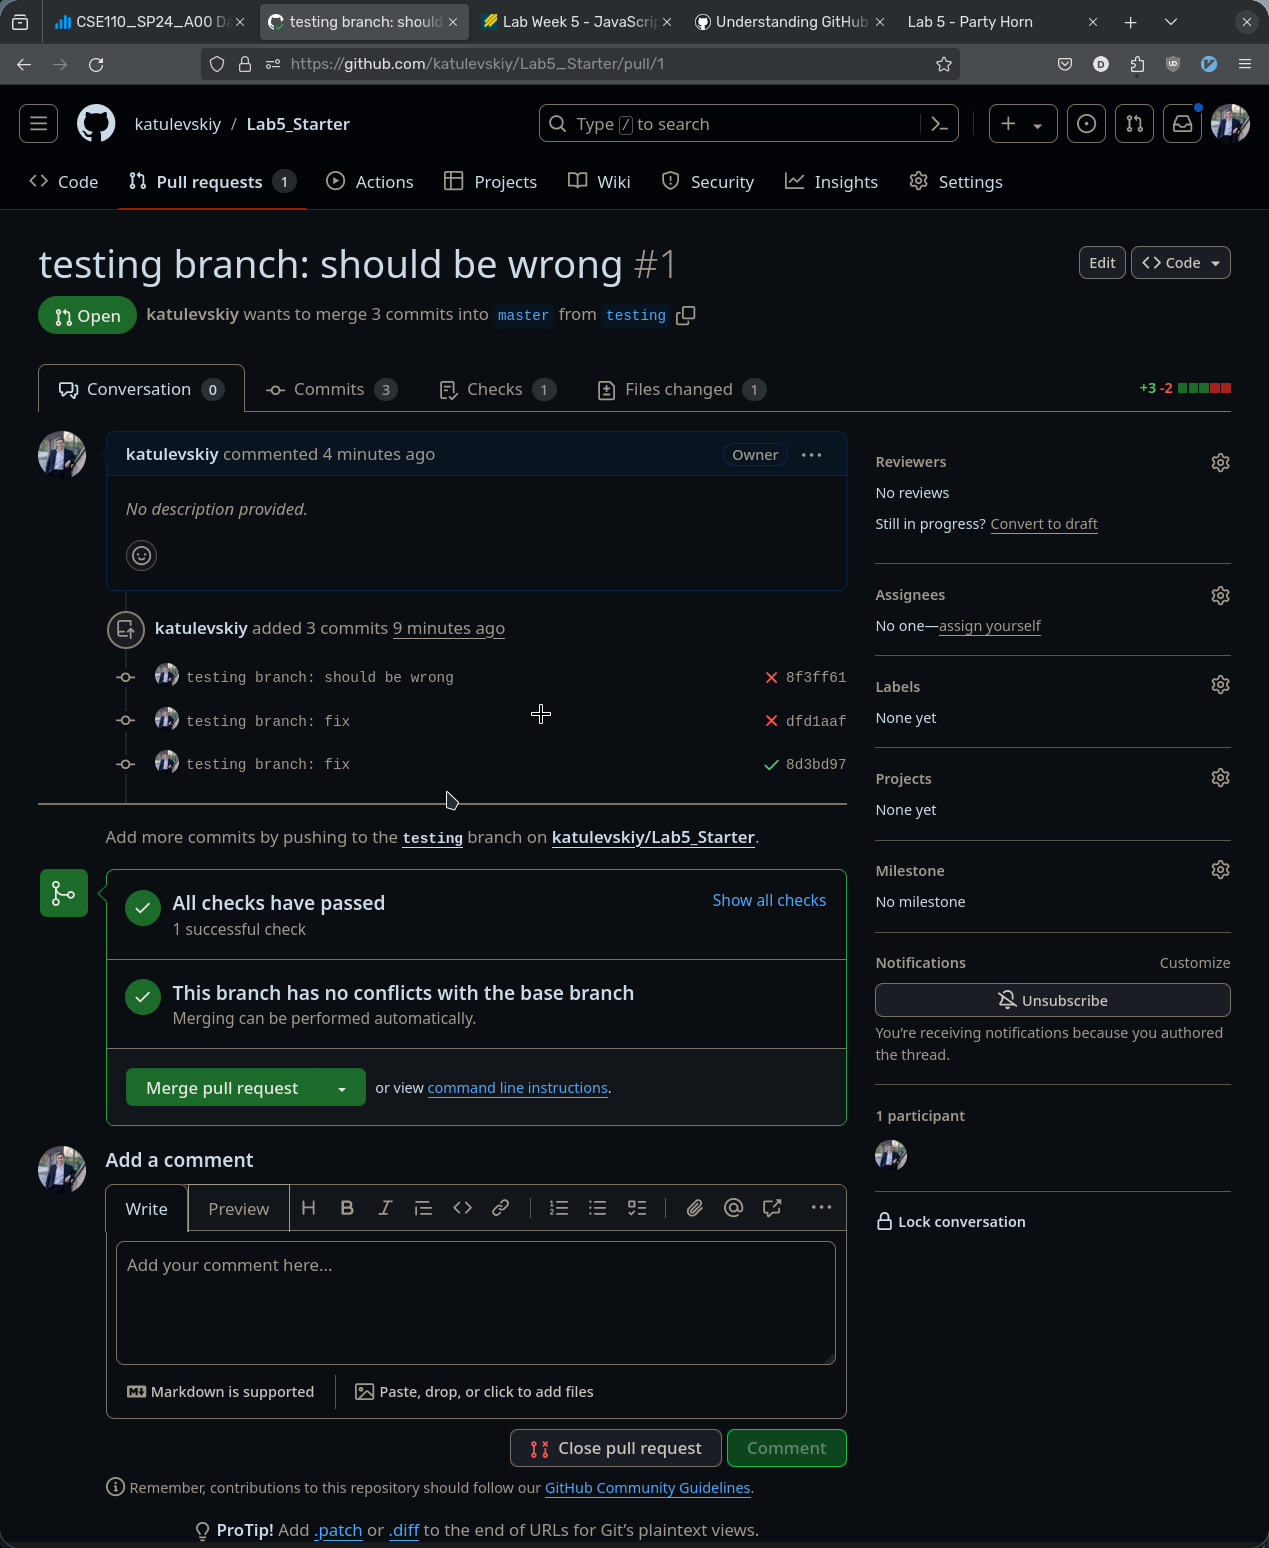 CSE110_SP24_A00 Da
testing branch: should
Lab Week 5 - JavaScrip
Understanding GitHub
Lab 5 - Party Horn
https://github.com/katulevskiy/Lab5_Starter/pull/1
katulevskiy / Lab5_Starter
Type / to search
Code
Pull requests 1
Actions
Projects
Wiki
Security
Insights
Settings
testing branch: should be wrong #1
Edit
<> Code
Open
katulevskiy wants to merge 3 commits into master from testing
Conversation 0
Commits 3
Checks 1
Files changed 1
+3 -2
katulevskiy commented 4 minutes ago
Owner
No description provided.
katulevskiy added 3 commits 9 minutes ago
testing branch: should be wrong 8f3ff61
testing branch: fix dfd1aaf
testing branch: fix 8d3bd97
Add more commits by pushing to the testing branch on katulevskiy/Lab5_Starter.
All checks have passed
Show all checks
1 successful check
This branch has no conflicts with the base branch
Merging can be performed automatically.
Merge pull request
or view command line instructions.
Add a comment
Write
Preview
Add your comment here...
Markdown is supported
Paste, drop, or click to add files
Close pull request
Comment
Remember, contributions to this repository should follow our GitHub Community Guidelines.
ProTip! Add .patch or .diff to the end of URLs for Git's plaintext views.
Reviewers
No reviews
Still in progress? Convert to draft
Assignees
No one—assign yourself
Labels
None yet
Projects
None yet
Milestone
No milestone
Notifications
Customize
Unsubscribe
You're receiving notifications because you authored
the thread.
1 participant
Lock conversation